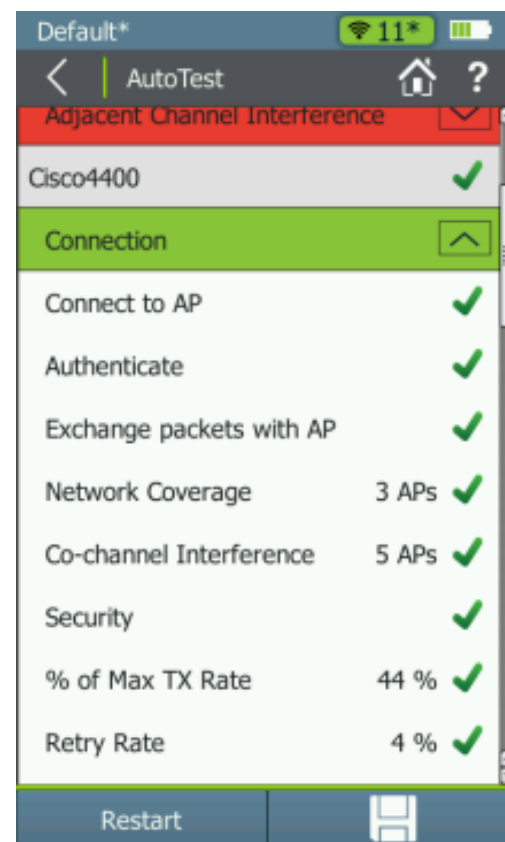 Default*
11*
AutoTest
?
Adjacent Channel Interference
Cisco4400
Connection
Connect to AP
Authenticate
Exchange packets with AP
Network Coverage 3 APs
Co-channel Interference 5 APs
Security
% of Max TX Rate 44 %
Retry Rate 4 %
Restart